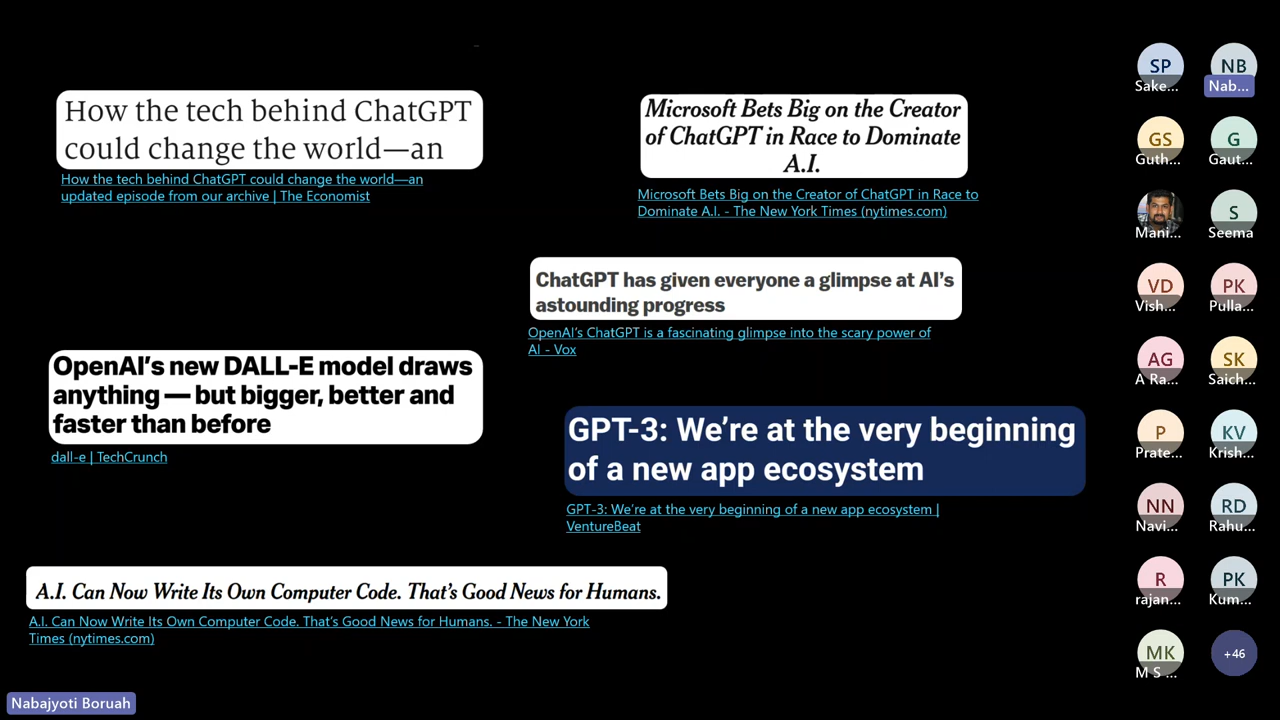 How the tech behind ChatGPT
could change the world—an
How the tech behind ChatGPT could change the world—an
updated episode from our archive | The Economist
Microsoft Bets Big on the Creator
of ChatGPT in Race to Dominate
A.I.
Microsoft Bets Big on the Creator of ChatGPT in Race to
Dominate A.I. - The New York Times (nytimes.com)
ChatGPT has given everyone a glimpse at AI's
astounding progress
OpenAI's ChatGPT is a fascinating glimpse into the scary power of
AI - Vox
OpenAI's new DALL-E model draws
anything — but bigger, better and
faster than before
dall-e | TechCrunch
GPT-3: We're at the very beginning
of a new app ecosystem
GPT-3: We're at the very beginning of a new app ecosystem |
VentureBeat
A.I. Can Now Write Its Own Computer Code. That's Good News for Humans.
A.I. Can Now Write Its Own Computer Code. That's Good News for Humans. - The New York
Times (nytimes.com)
Nabajyoti Boruah
SP
Sake...
NB
Nab...
GS
Guth...
G
Gaut...
Mani...
S
Seema
VD
Vish...
PK
Pulla...
AG
A Ra...
SK
Saich...
P
Prate...
KV
Krish...
NN
Navi...
RD
Rahu...
R
rajan...
PK
Kum...
MK
M S ...
+46